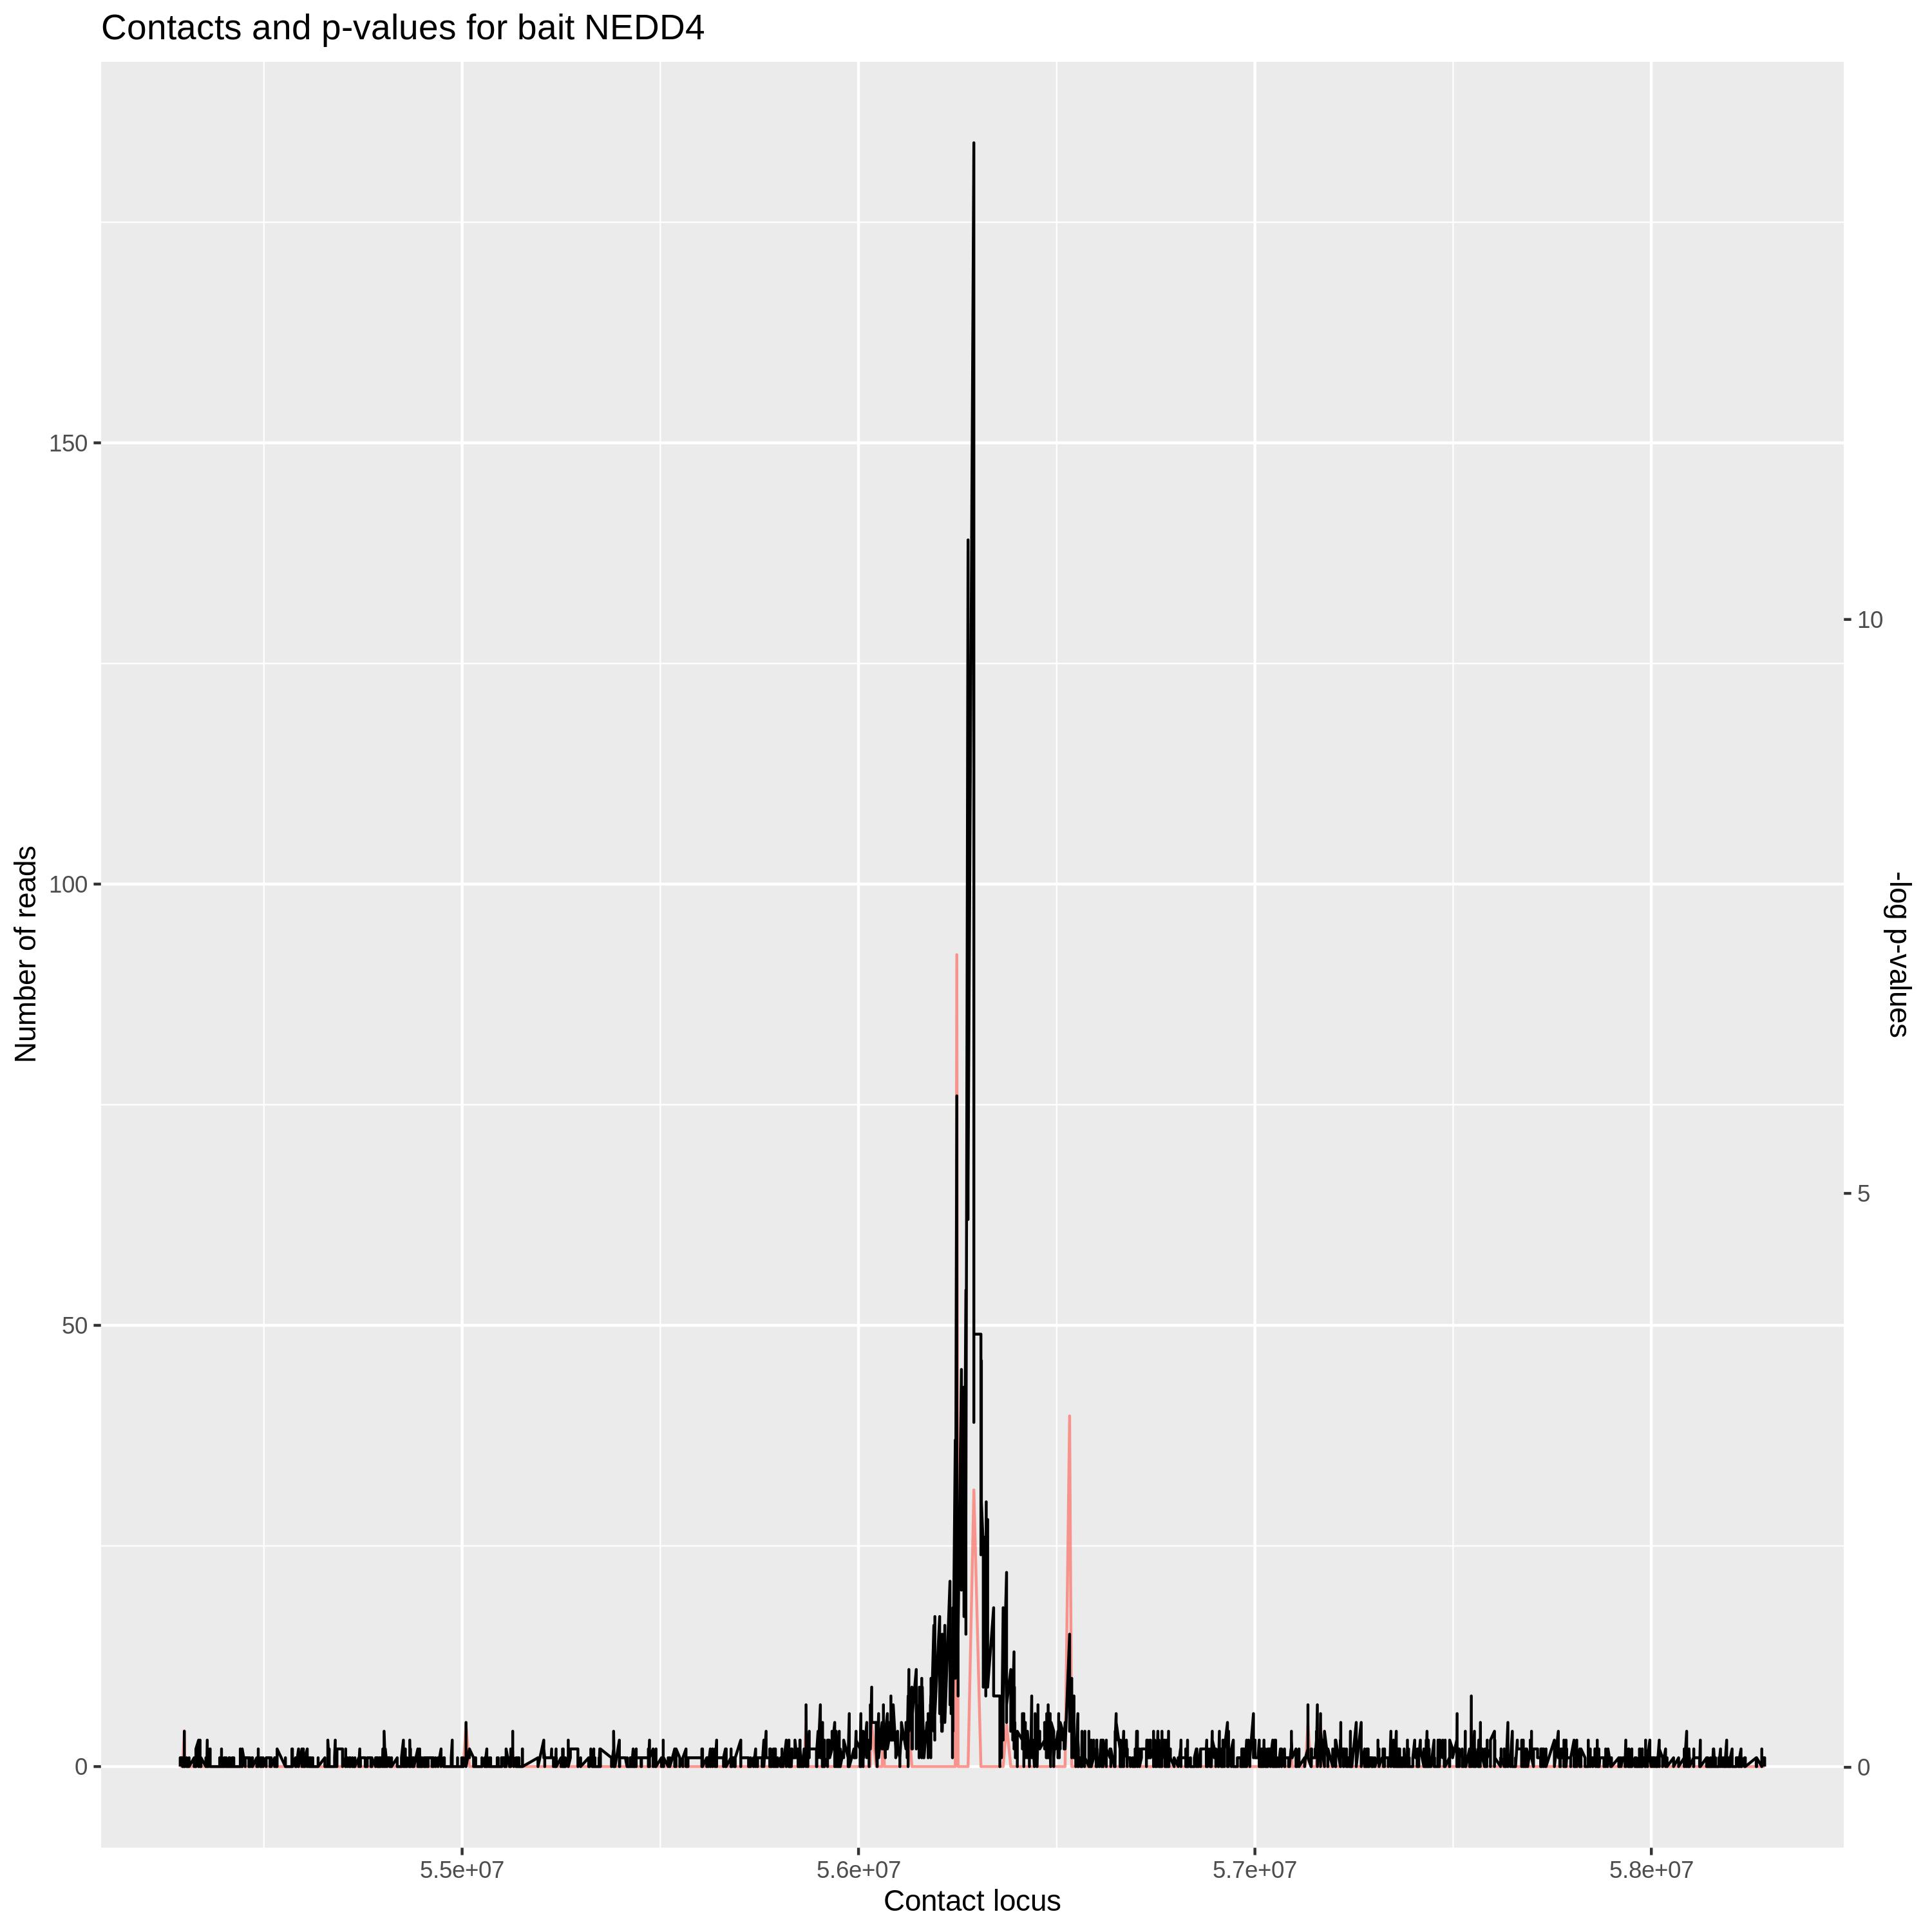 Contacts and p-values for bait NEDD4
150
100
50
0
10
5
0
Number of reads
-log p-values
5.5e+07
5.6e+07
5.7e+07
5.8e+07
Contact locus